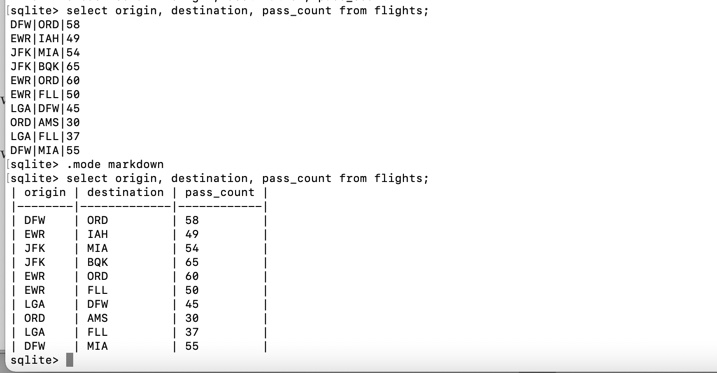 sqlite> select origin, destination, pass_count from flights;
DFW|ORD|58
EWR|IAH|49
JFK|MIA|54
JFK|BQK|65
EWR|ORD|60
EWR|FLL|50
LGA|DFW|45
ORD|AMS|30
LGA|FLL|37
DFW|MIA|55
sqlite> .mode markdown
sqlite> select origin, destination, pass_count from flights;
| origin | destination | pass_count |
|--------|-------------|------------|
| DFW    | ORD         | 58         |
| EWR    | IAH         | 49         |
| JFK    | MIA         | 54         |
| JFK    | BQK         | 65         |
| EWR    | ORD         | 60         |
| EWR    | FLL         | 50         |
| LGA    | DFW         | 45         |
| ORD    | AMS         | 30         |
| LGA    | FLL         | 37         |
| DFW    | MIA         | 55         |
sqlite>